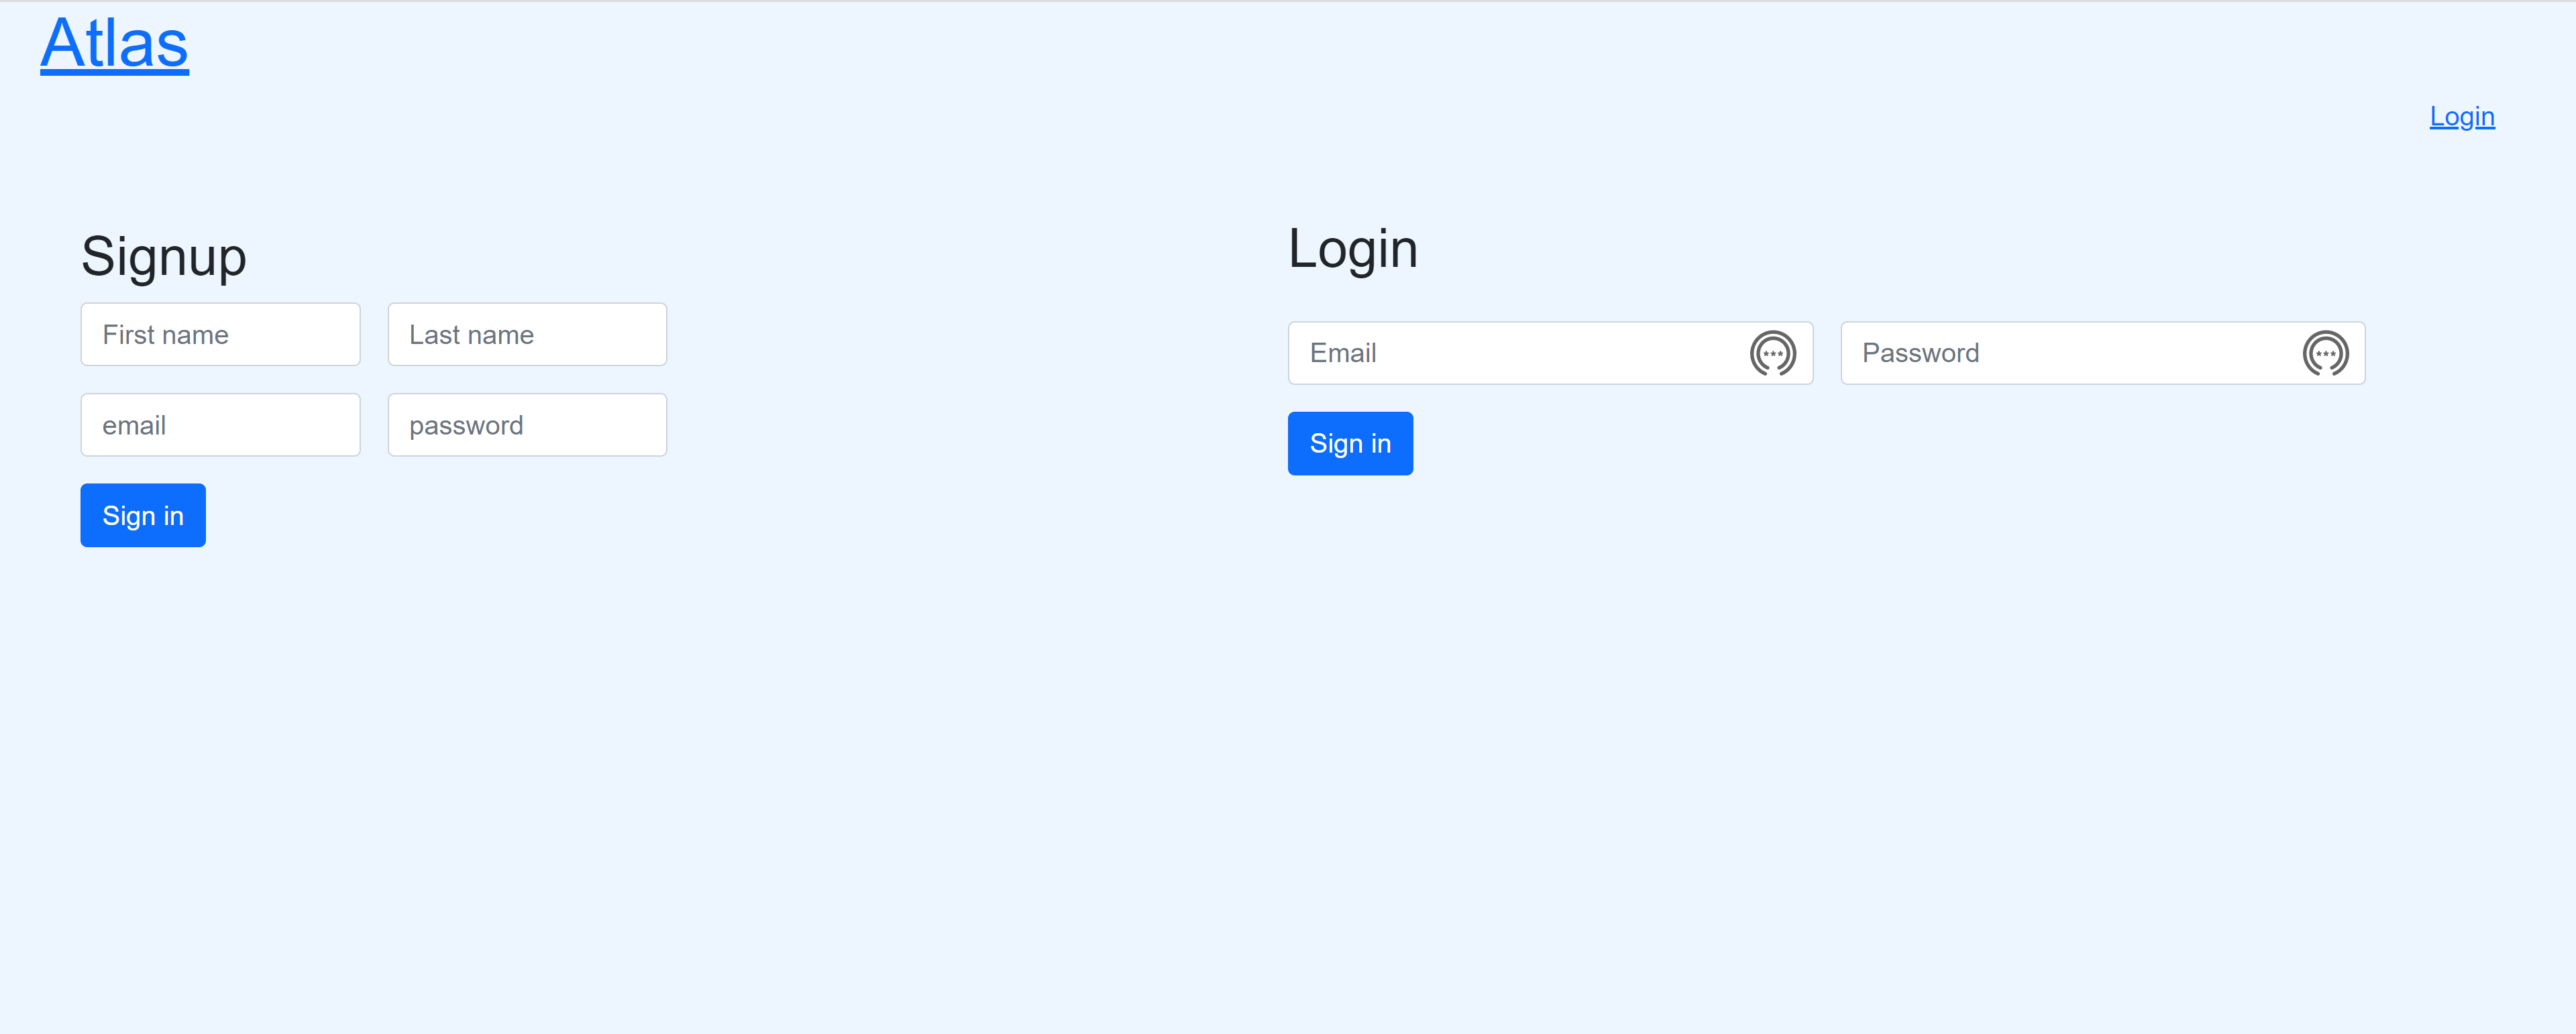 Atlas
Login
Signup
First name Last name
email password
Sign in
Login
Email Password
Sign in